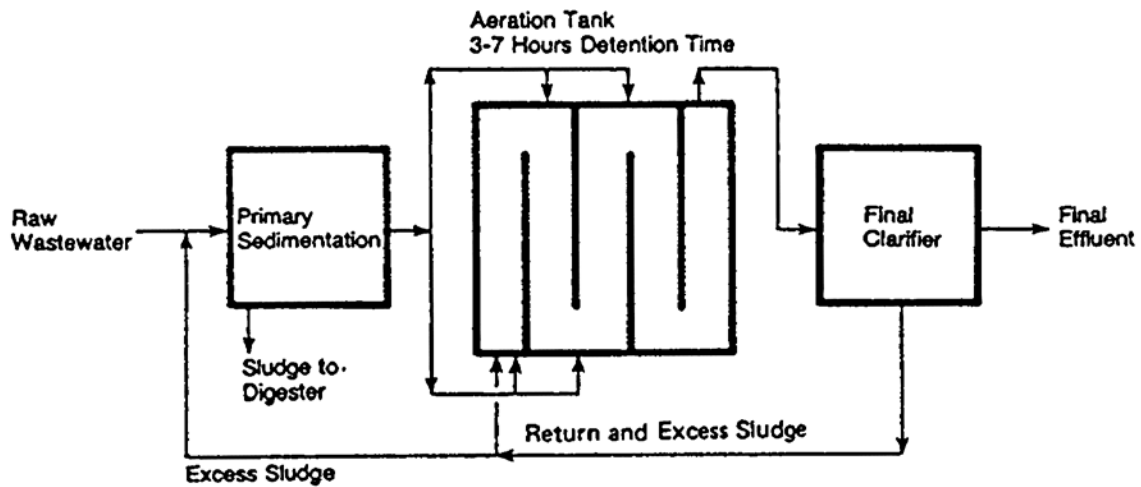 Aeration Tank
3-7 Hours Detention Time
Raw
Wastewater
Primary
Sedimentation
Final
Clarifier
Final
Effluent
Sludge to
Digester
Return and Excess Sludge
Excess Sludge